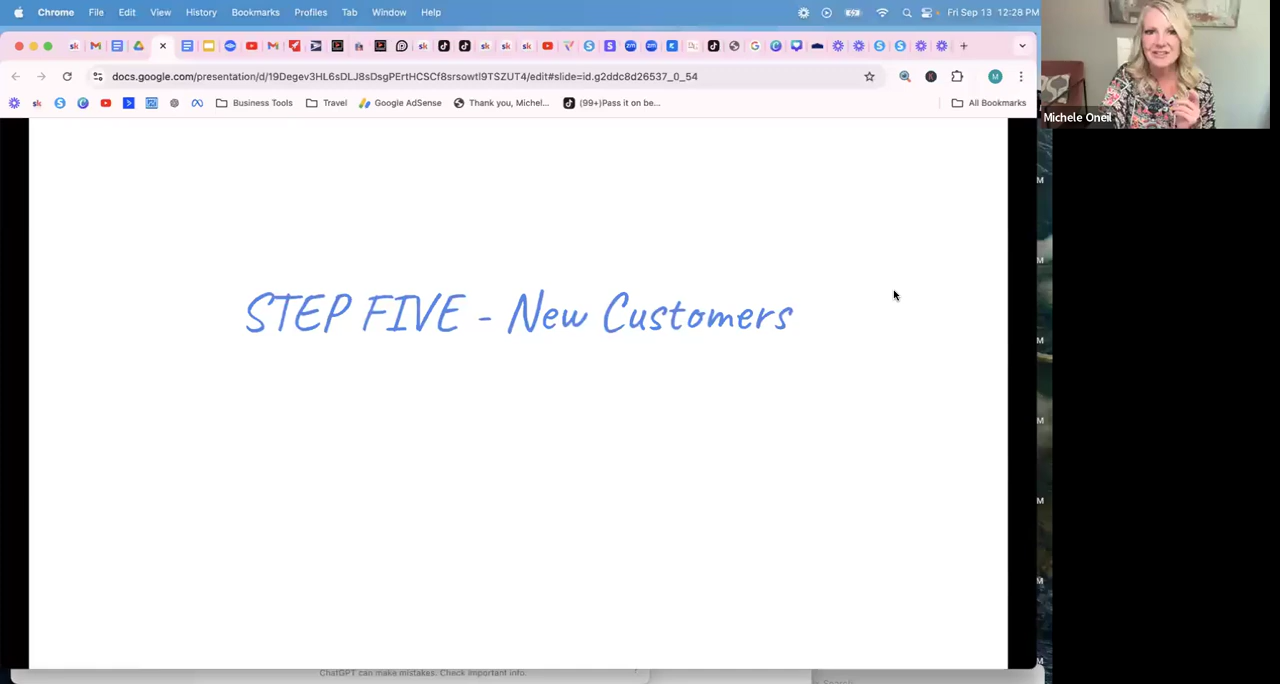 Chrome File Edit View History Bookmarks Profiles Tab Window Help Fri Sep 13 12:28 PM
docs.google.com/presentation/d/19Degev3HL6sDLJ8sDsgPErtHCSCf8srsowtI9TSZUT4/edit#slide=id.g2ddc8d26537_0_54
Business Tools Travel Google AdSense Thank you, Michel... (99+)Pass it on be... All Bookmarks
Michele Oneil
STEP FIVE - New Customers
ChatGPT can make mistakes. Check important info.
Search